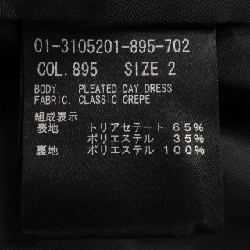 01-3105201-895-702
COL. 895 SIZE 2
BODY. PLEATED DAY DRESS
FABRIC. CLASSIC CREPE
組成表示
表地 トリアセテート 65%
ポリエステル 35%
裏地 ポリエステル 100%